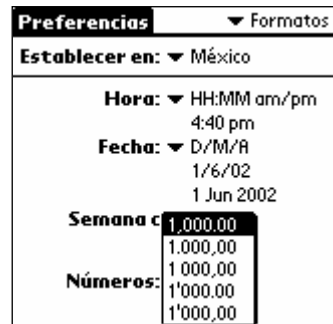 Preferencias ▼ Formatos
Establecer en: ▼ México
Hora: ▼ HH:MM am/pm
4:40 pm
Fecha: ▼ D/M/A
1/6/02
1 Jun 2002
Semana c
1,000.00
1.000,00
1 000,00
Números: 1'000.00
1'000,00